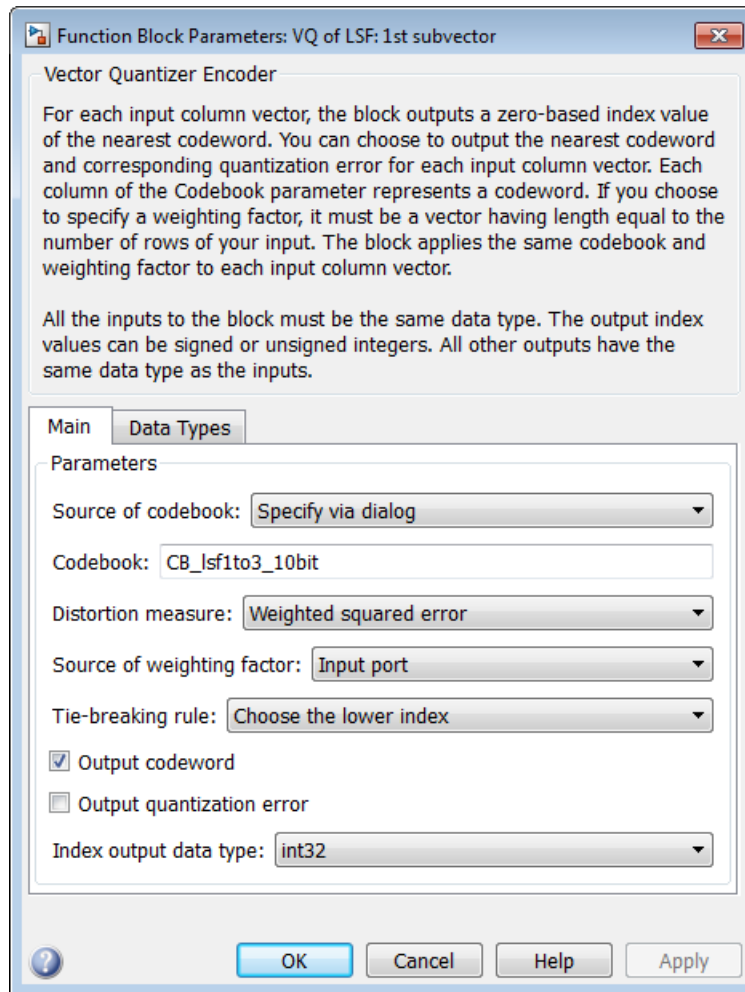 Function Block Parameters: VQ of LSF: 1st subvector
Vector Quantizer Encoder
For each input column vector, the block outputs a zero-based index value
of the nearest codeword. You can choose to output the nearest codeword
and corresponding quantization error for each input column vector. Each
column of the Codebook parameter represents a codeword. If you choose
to specify a weighting factor, it must be a vector having length equal to the
number of rows of your input. The block applies the same codebook and
weighting factor to each input column vector.
All the inputs to the block must be the same data type. The output index
values can be signed or unsigned integers. All other outputs have the
same data type as the inputs.
Main Data Types
Parameters
Source of codebook: Specify via dialog
Codebook: CB_lsf1to3_10bit
Distortion measure: Weighted squared error
Source of weighting factor: Input port
Tie-breaking rule: Choose the lower index
Output codeword
Output quantization error
Index output data type: int32
? OK Cancel Help Apply